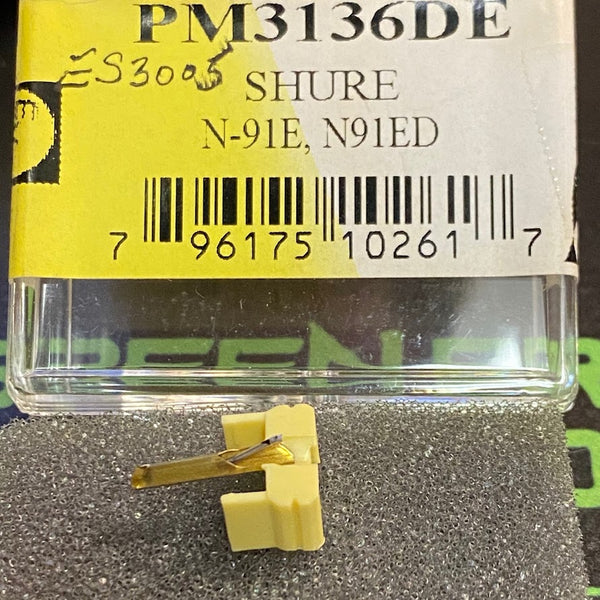 PM3136DE
ES3005
SHURE
N-91E, N91ED
7 96175 10261 7